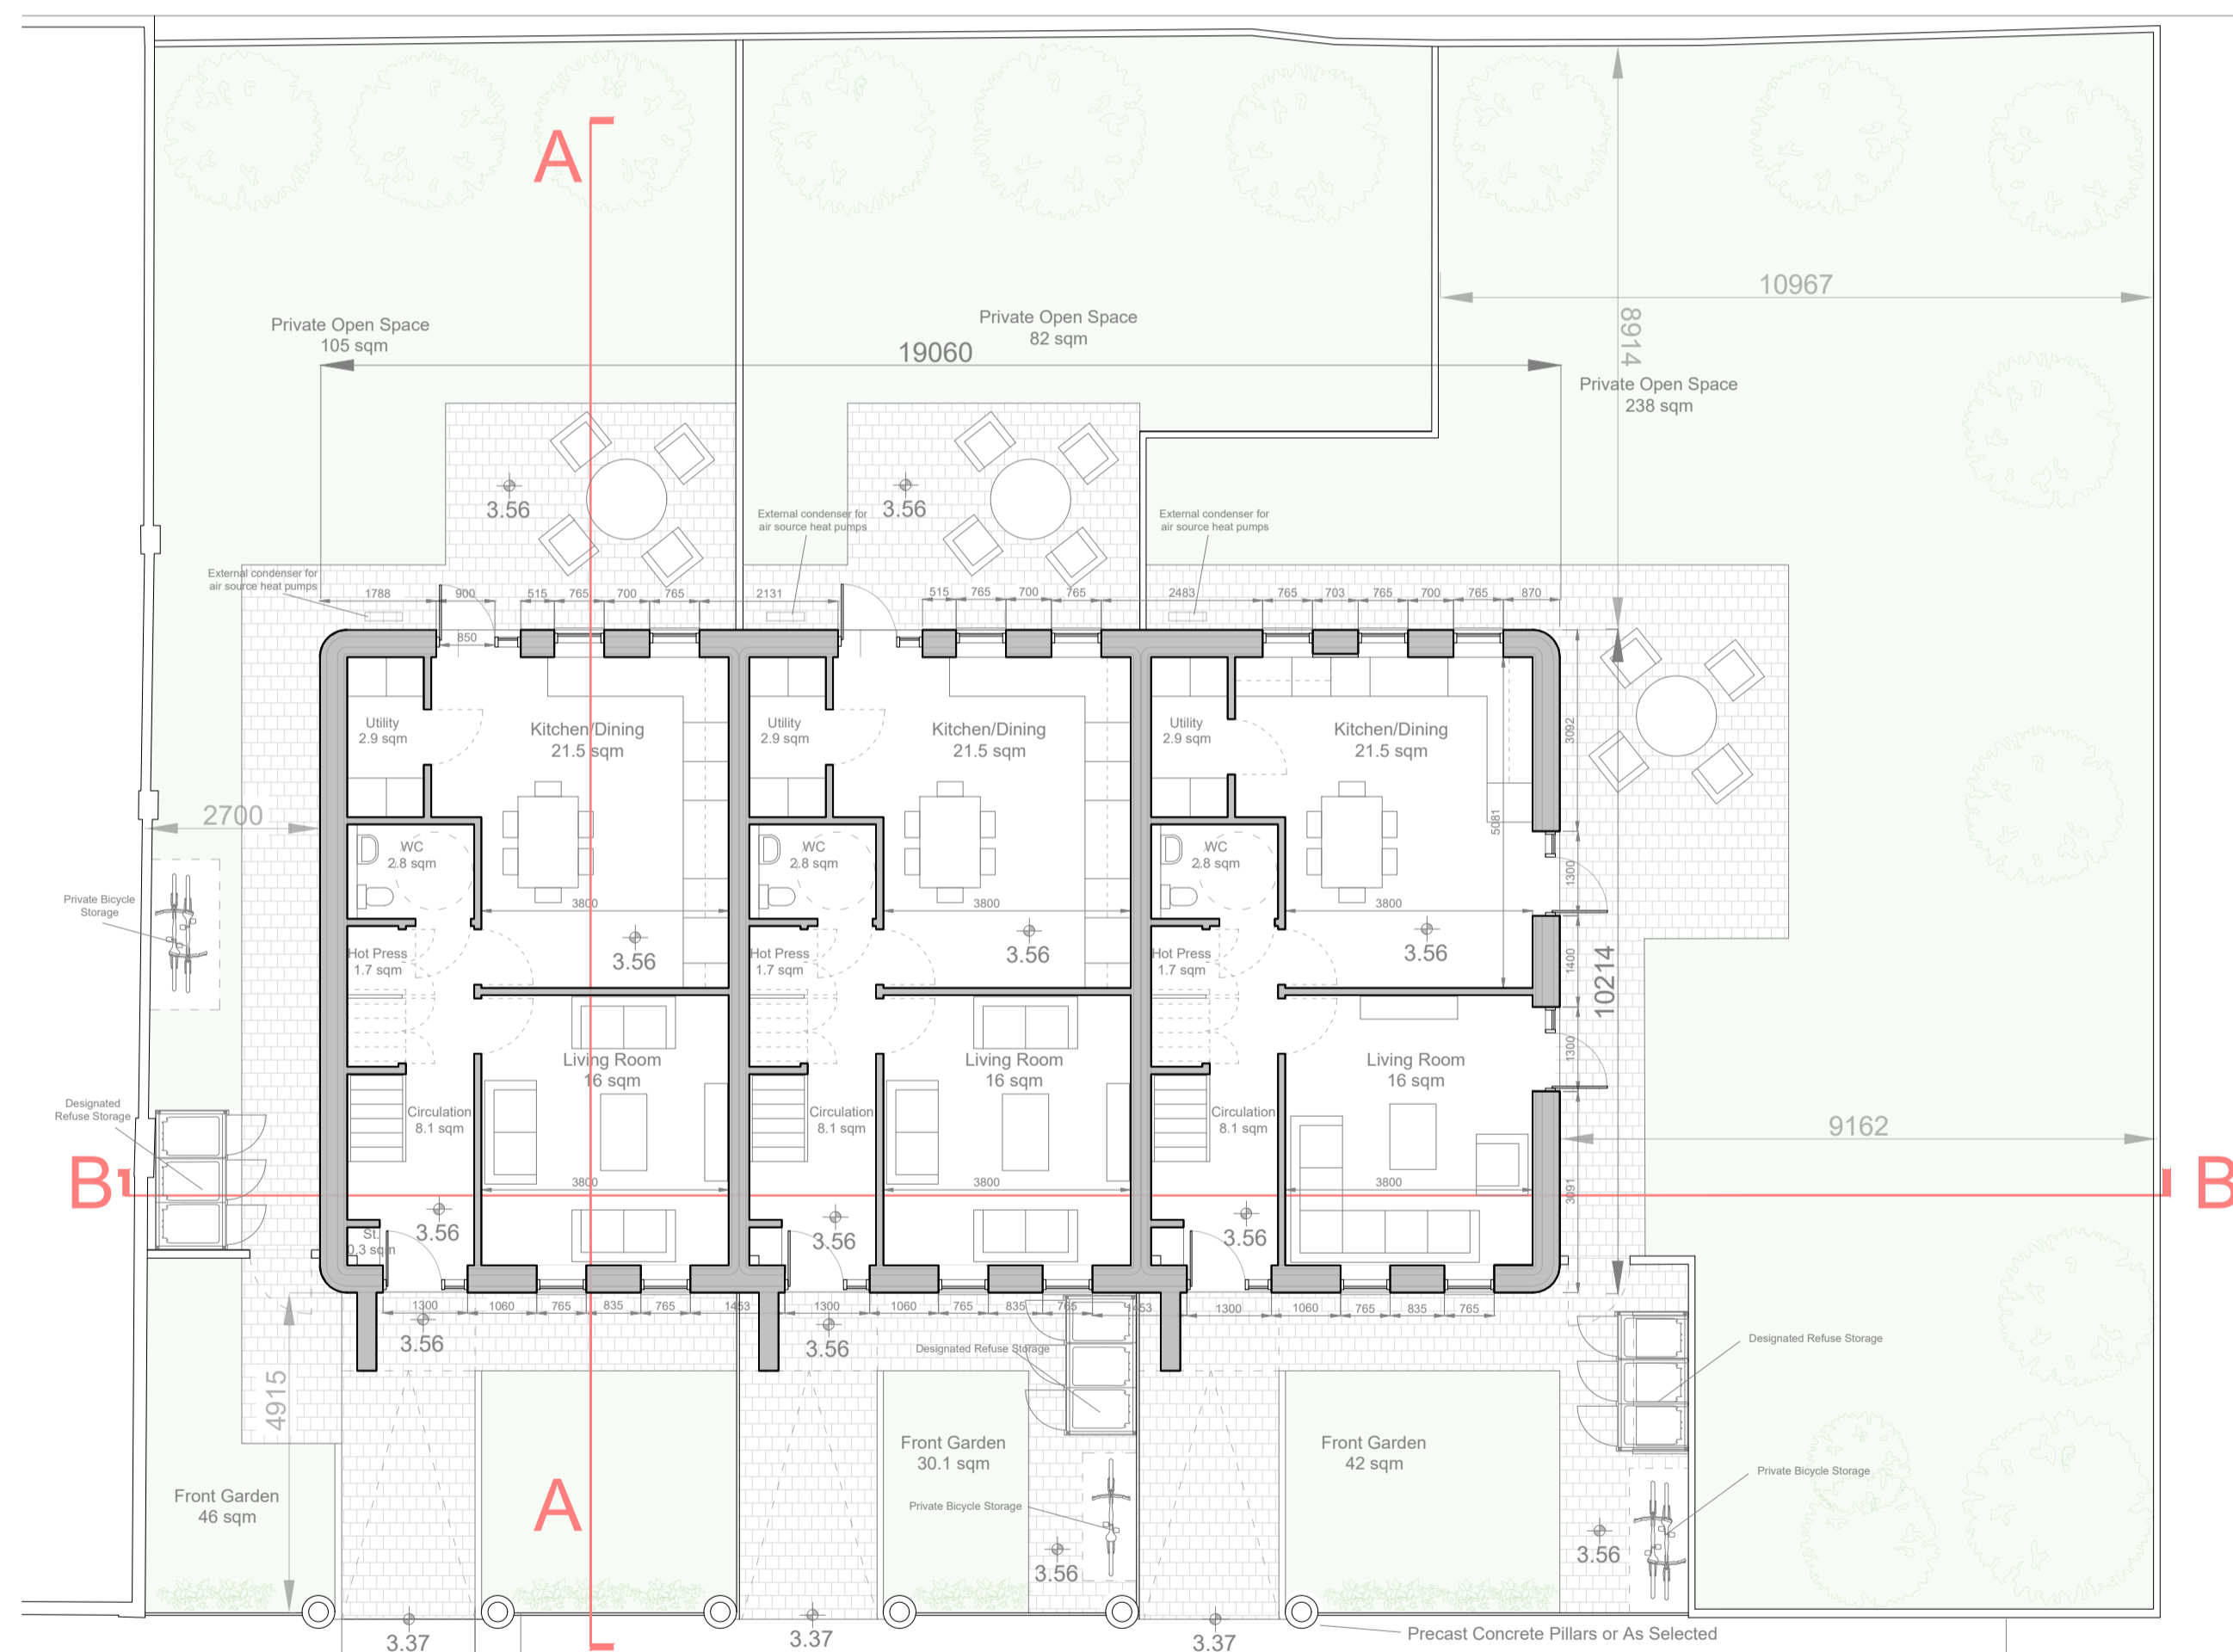 A
10967
8914
Private Open Space
105 sqm
Private Open Space
82 sqm
19060
Private Open Space
238 sqm
3.56
3.56
External condenser for
air source heat pumps
External condenser for
air source heat pumps
External condenser for
air source heat pumps
1788
900
515
765
700
765
2131
515
765
700
765
2483
765
703
765
700
765
870
850
Utility
2.9 sqm
Kitchen/Dining
21.5 sqm
Utility
2.9 sqm
Kitchen/Dining
21.5 sqm
Utility
2.9 sqm
Kitchen/Dining
21.5 sqm
3092
2700
5081
WC
2.8 sqm
WC
2.8 sqm
WC
2.8 sqm
1300
Private Bicycle
Storage
3800
3800
3800
3.56
3.56
3.56
Hot Press
1.7 sqm
Hot Press
1.7 sqm
Hot Press
1.7 sqm
1400
10214
1300
Living Room
16 sqm
Living Room
16 sqm
Living Room
16 sqm
Designated
Refuse Storage
Circulation
8.1 sqm
Circulation
8.1 sqm
Circulation
8.1 sqm
9162
B
3800
3800
3800
3091
B
3.56
3.56
3.56
St.
0.3 sqm
1300
1060
765
835
765
1453
1300
1060
765
835
765
1453
1300
1060
765
835
765
3.56
3.56
Designated Refuse Storage
Designated Refuse Storage
4915
Front Garden
46 sqm
A
Front Garden
30.1 sqm
Front Garden
42 sqm
Private Bicycle Storage
Private Bicycle Storage
3.56
3.56
3.37
3.37
3.37
Precast Concrete Pillars or As Selected